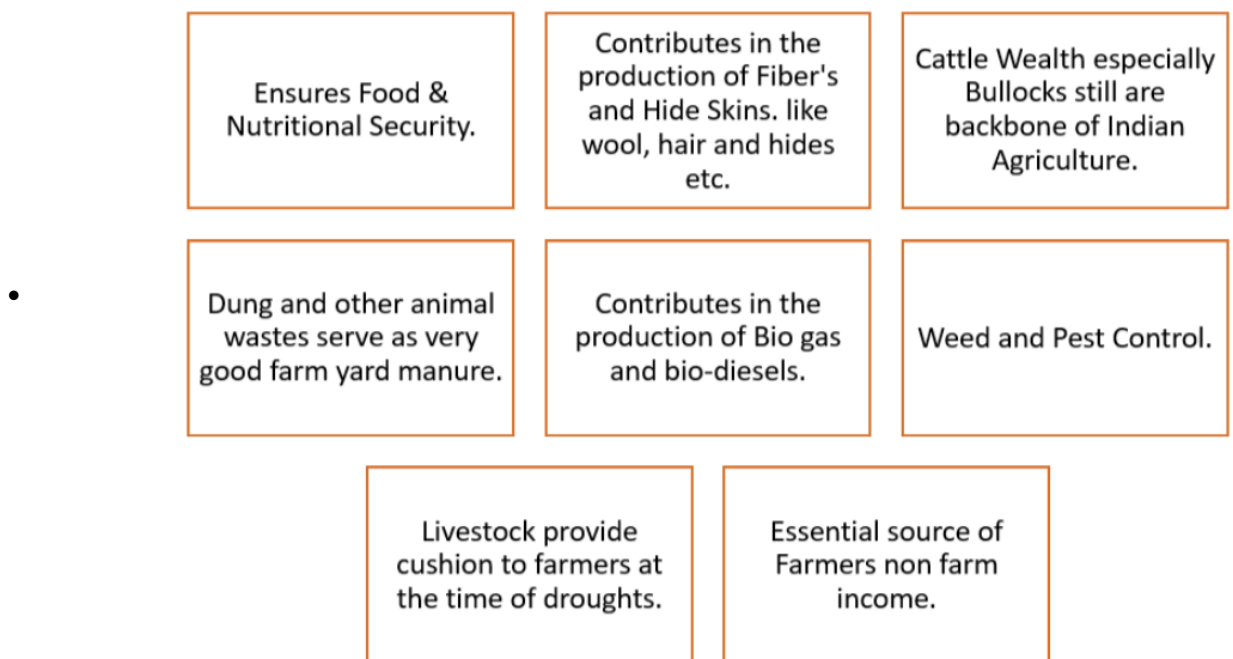 Ensures Food &
Nutritional Security.
Contributes in the
production of Fiber's
and Hide Skins. like
wool, hair and hides
etc.
Cattle Wealth especially
Bullocks still are
backbone of Indian
Agriculture.
Dung and other animal
wastes serve as very
good farm yard manure.
Contributes in the
production of Bio gas
and bio-diesels.
Weed and Pest Control.
Livestock provide
cushion to farmers at
the time of droughts.
Essential source of
Farmers non farm
income.